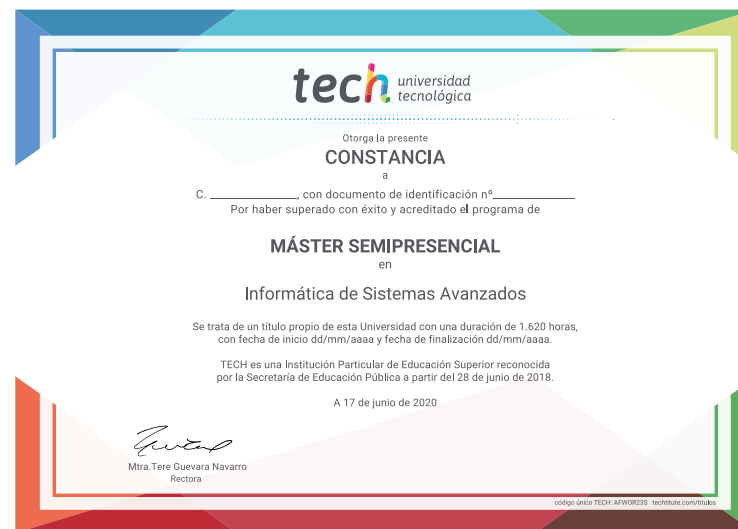 tech universidad
tecnológica
Otorga la presente
CONSTANCIA
a
C. ______________, con documento de identificación nº______________
Por haber superado con éxito y acreditado el programa de
MÁSTER SEMIPRESENCIAL
en
Informática de Sistemas Avanzados
Se trata de un título propio de esta Universidad con una duración de 1.620 horas,
con fecha de inicio dd/mm/aaaa y fecha de finalización dd/mm/aaaa.
TECH es una Institución Particular de Educación Superior reconocida
por la Secretaría de Educación Pública a partir del 28 de junio de 2018.
A 17 de junio de 2020
Mtra.Tere Guevara Navarro
Rectora
código único TECH: AFWOR23S techtitute.com/titulos